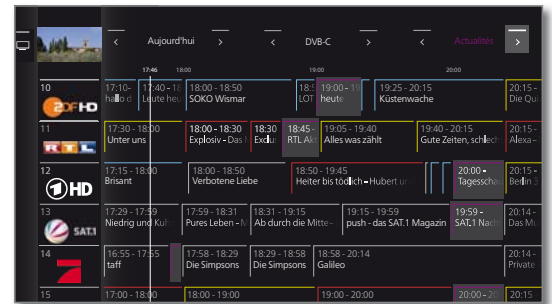 < Aujourd'hui > < DVB-C > < Actualités >
17:46 18:00 19:00 20:00
10 17:10- 17:40 - 18 18:00 - 18:50 18: 19:00 - 19 19:25 - 20:15 20:15 -
ZDF HD hallo d Leute heu SOKO Wismar LOT heute Küstenwache Die Qu
11 17:30 - 18:00 18:00 - 18:30 18:30 18:45 - 19:05 - 19:40 19:40 - 20:15 20:15 -
RTL Unter uns Explosiv - Das Exclu RTL Akt Alles was zählt Gute Zeiten, schlech Alexa -
12 17:15 - 18:00 18:00 - 18:50 18:50 - 19:45 20:00 - 20:15 -
1 HD Brisant Verbotene Liebe Heiter bis tödlich - Hubert un Tagesschau Berlin
13 17:29 - 17:59 17:59 - 18:31 18:31 - 19:15 19:15 - 19:59 19:59 - 20:14 -
SAT.1 Niedrig und Kuh Pures Leben - M Ab durch die Mitte - push - das SAT.1 Magazin SAT.1 Nach Das M
14 16:55 - 17:55 17:58 - 18:29 18:29 - 18:58 18:58 - 20:14 20:14 -
taff Die Simpsons Die Simpsons Galileo Private
15 17:00 - 18:00 18:00 - 19:00 19:00 - 20:00 20:00 - 20 20:15